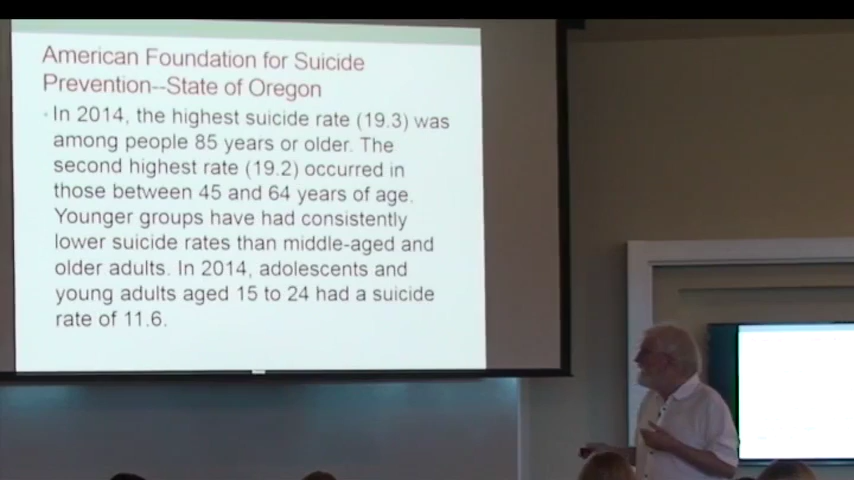 American Foundation for Suicide
Prevention--State of Oregon
· In 2014, the highest suicide rate (19.3) was
among people 85 years or older. The
second highest rate (19.2) occurred in
those between 45 and 64 years of age.
Younger groups have had consistently
lower suicide rates than middle-aged and
older adults. In 2014, adolescents and
young adults aged 15 to 24 had a suicide
rate of 11.6.